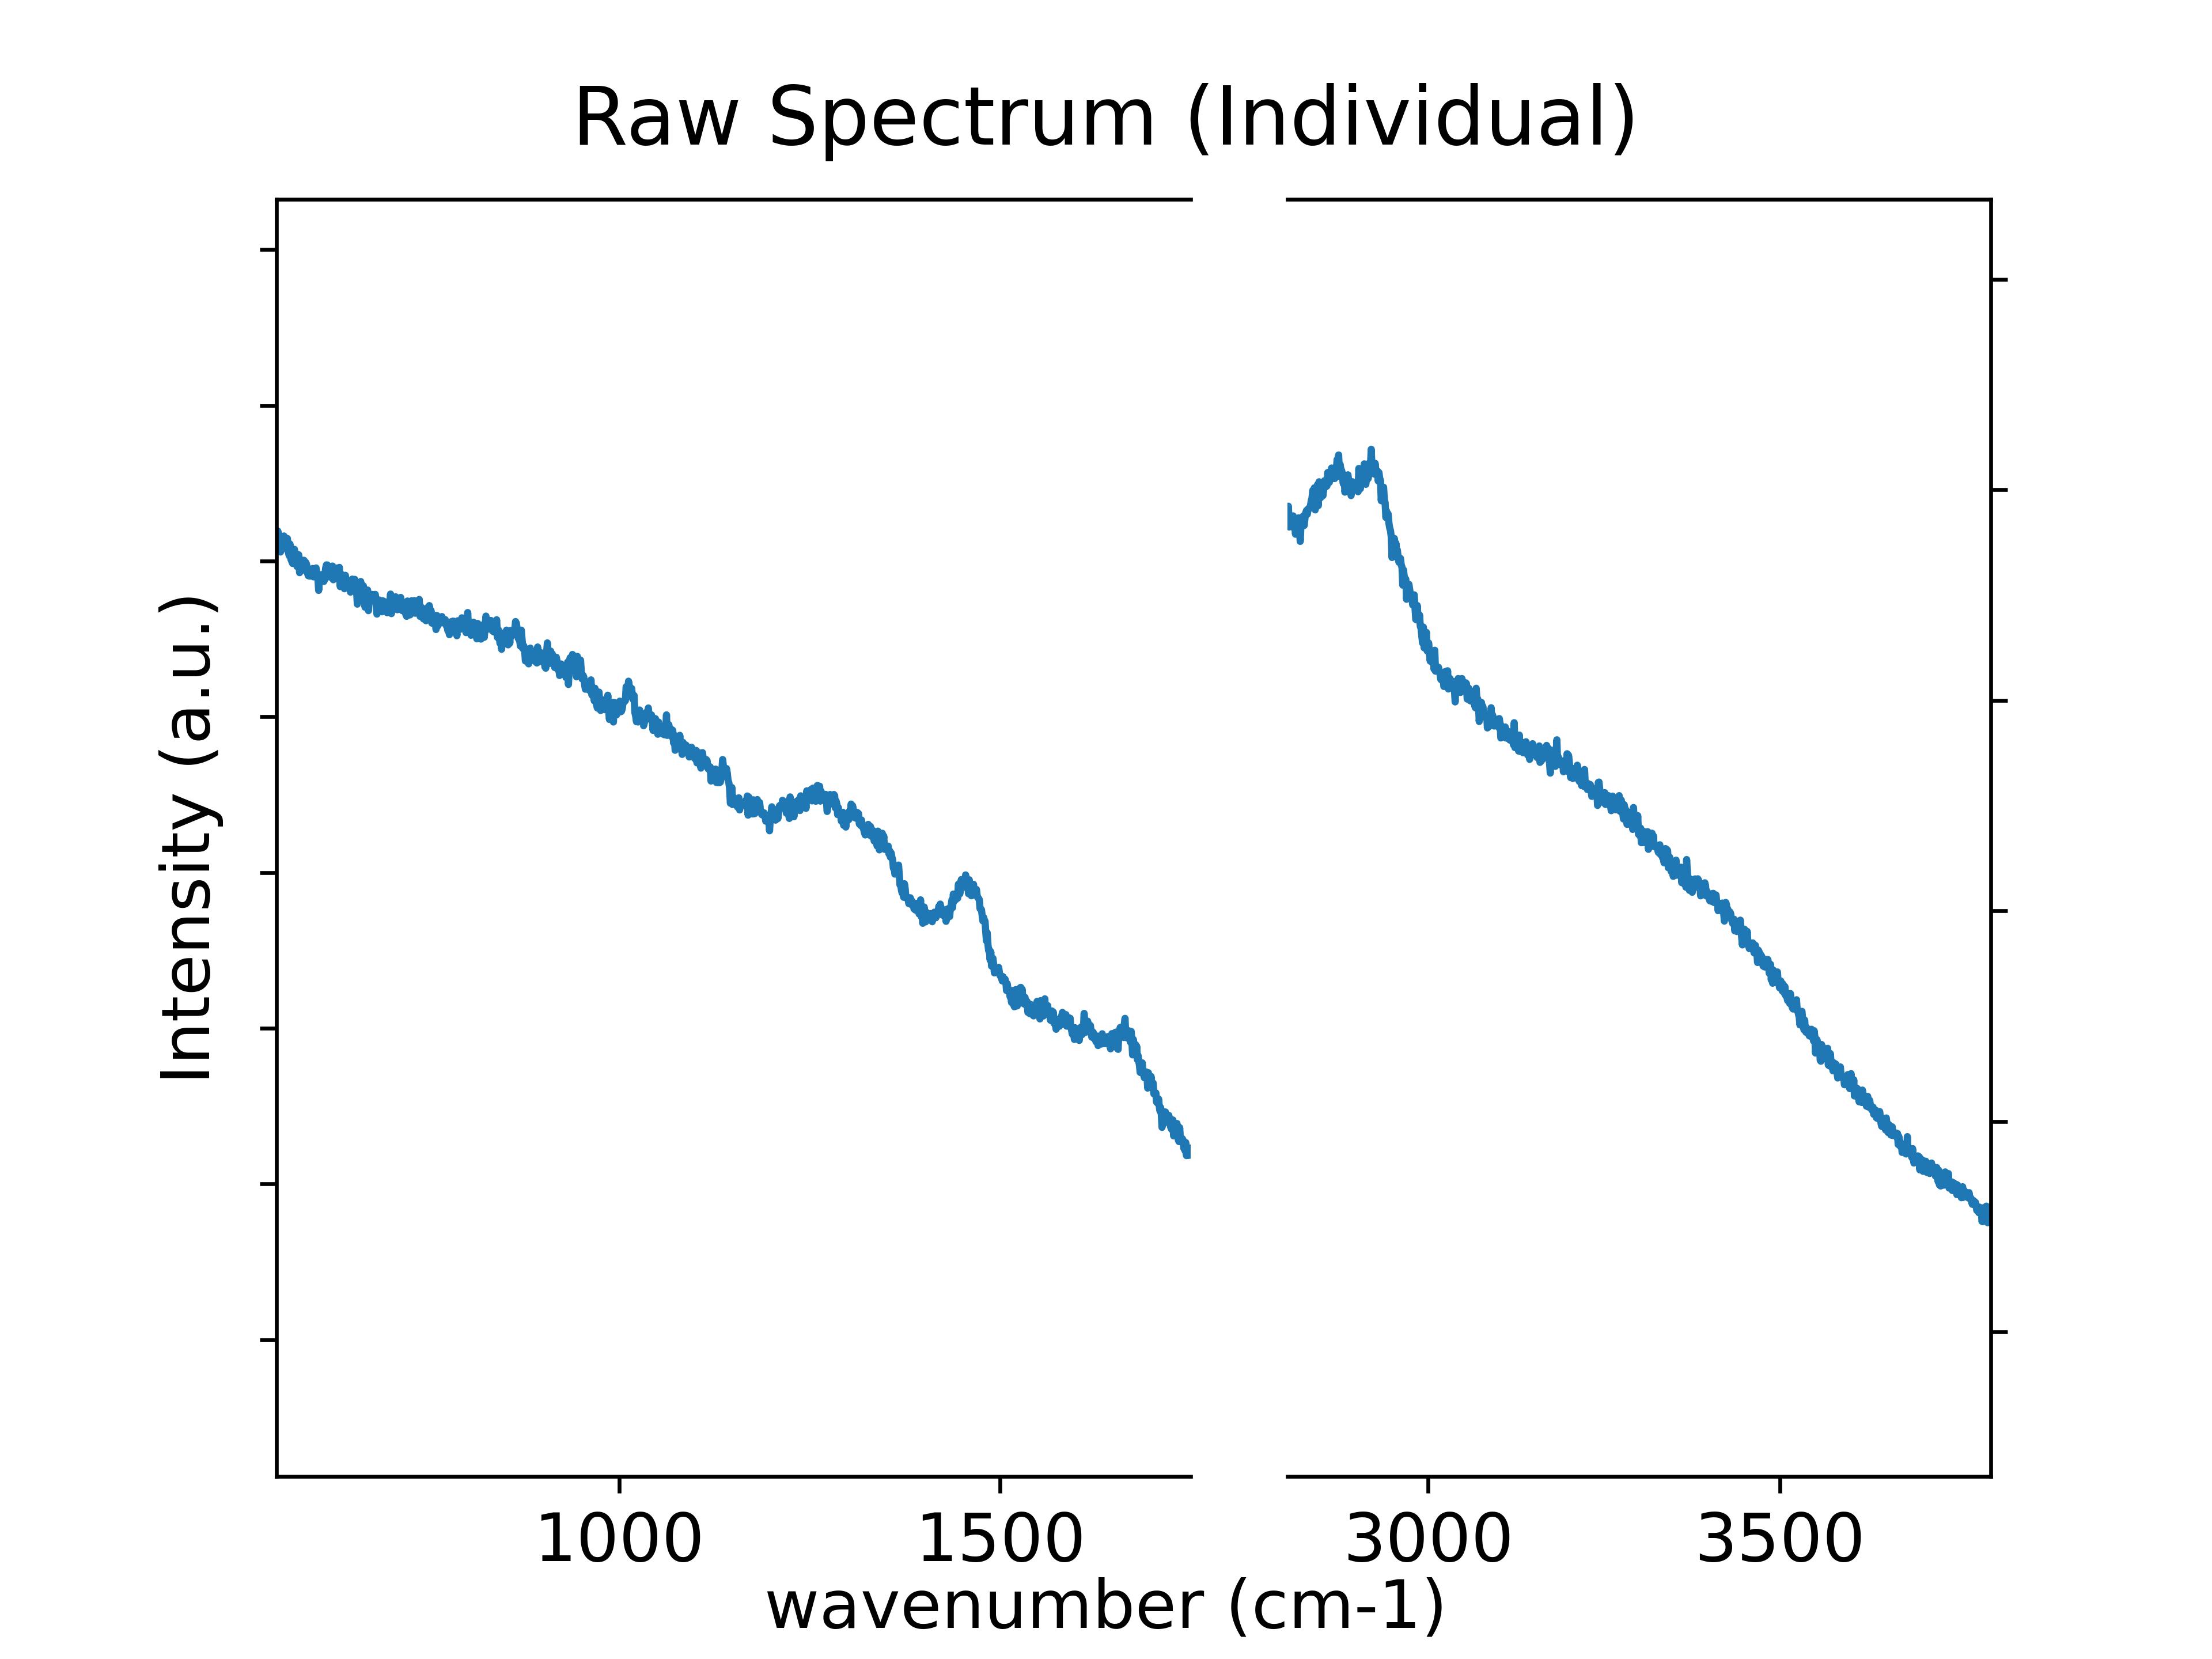 Raw Spectrum (Individual)
Intensity (a.u.)
1000 1500 3000 3500
wavenumber (cm-1)